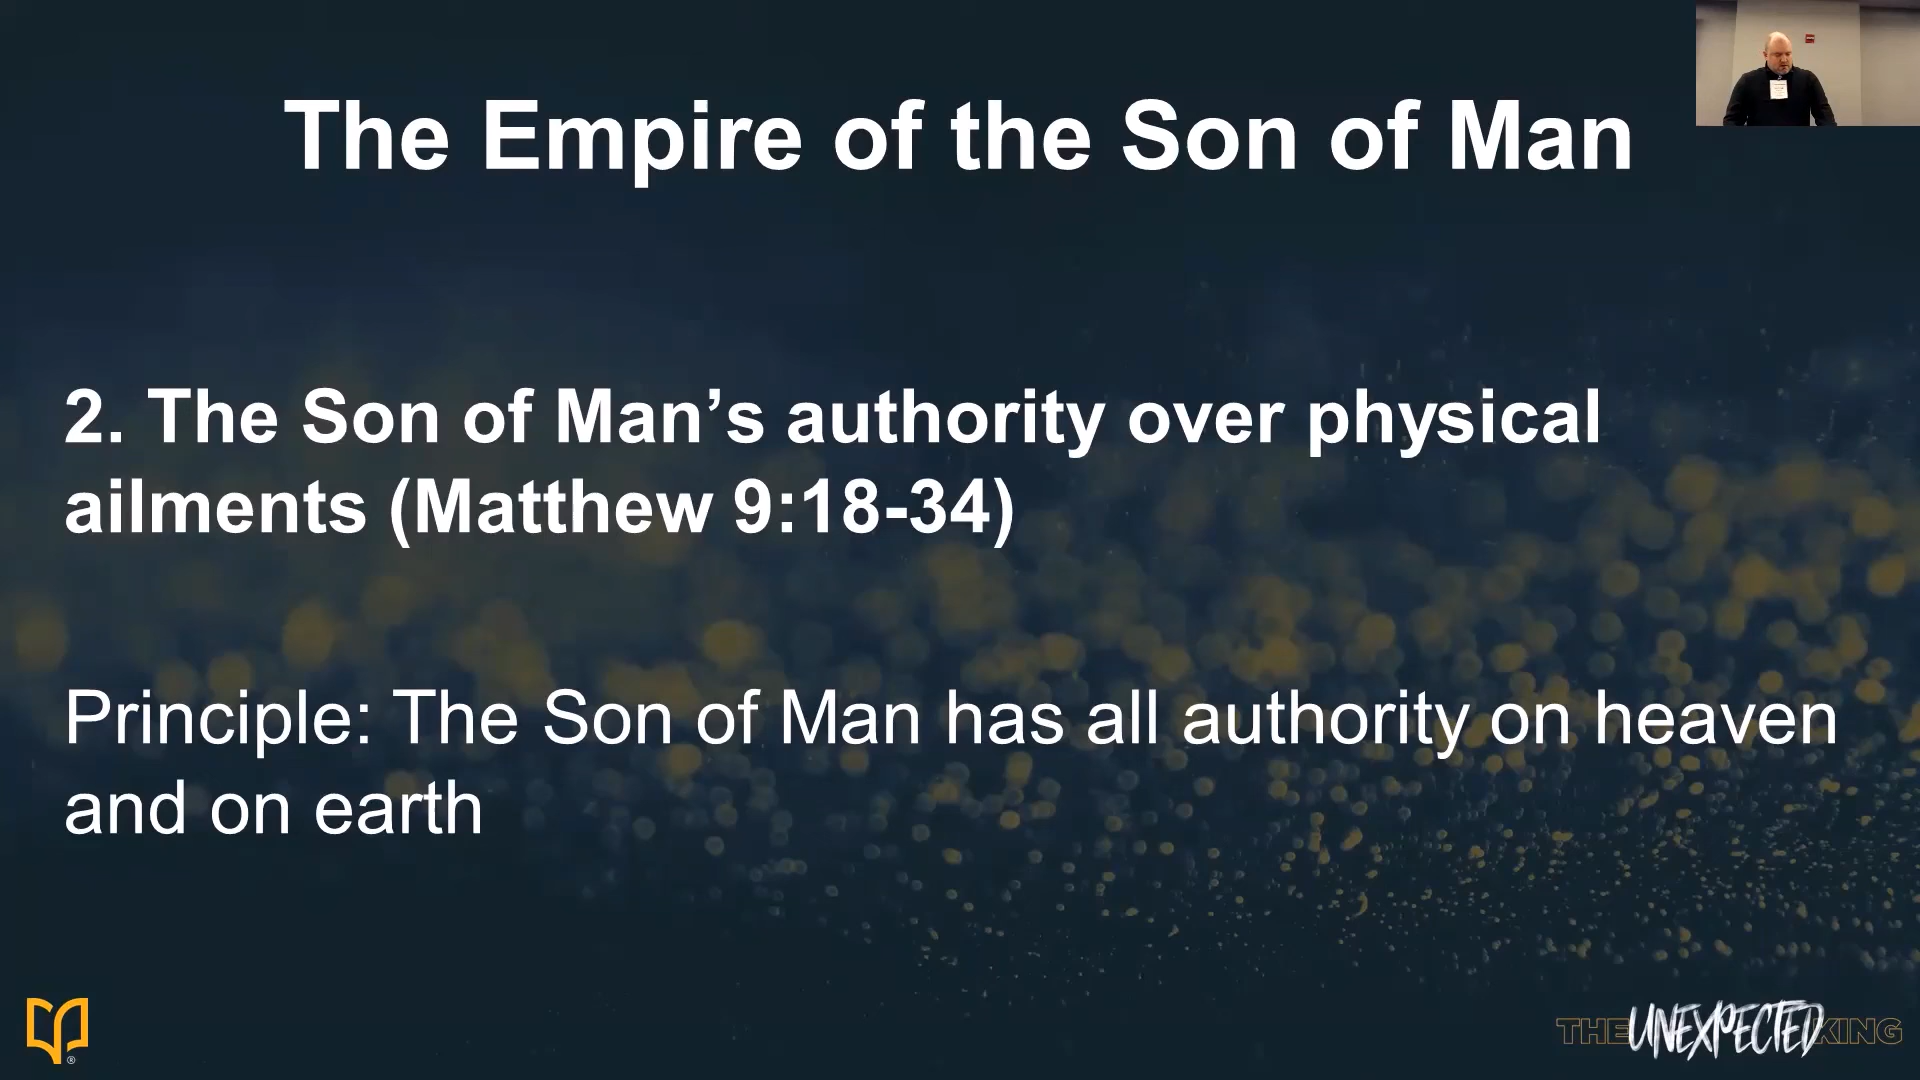 The Empire of the Son of Man
2. The Son of Man’s authority over physical
ailments (Matthew 9:18-34)
Principle: The Son of Man has all authority on heaven
and on earth
THE UNEXPECTED KING
®